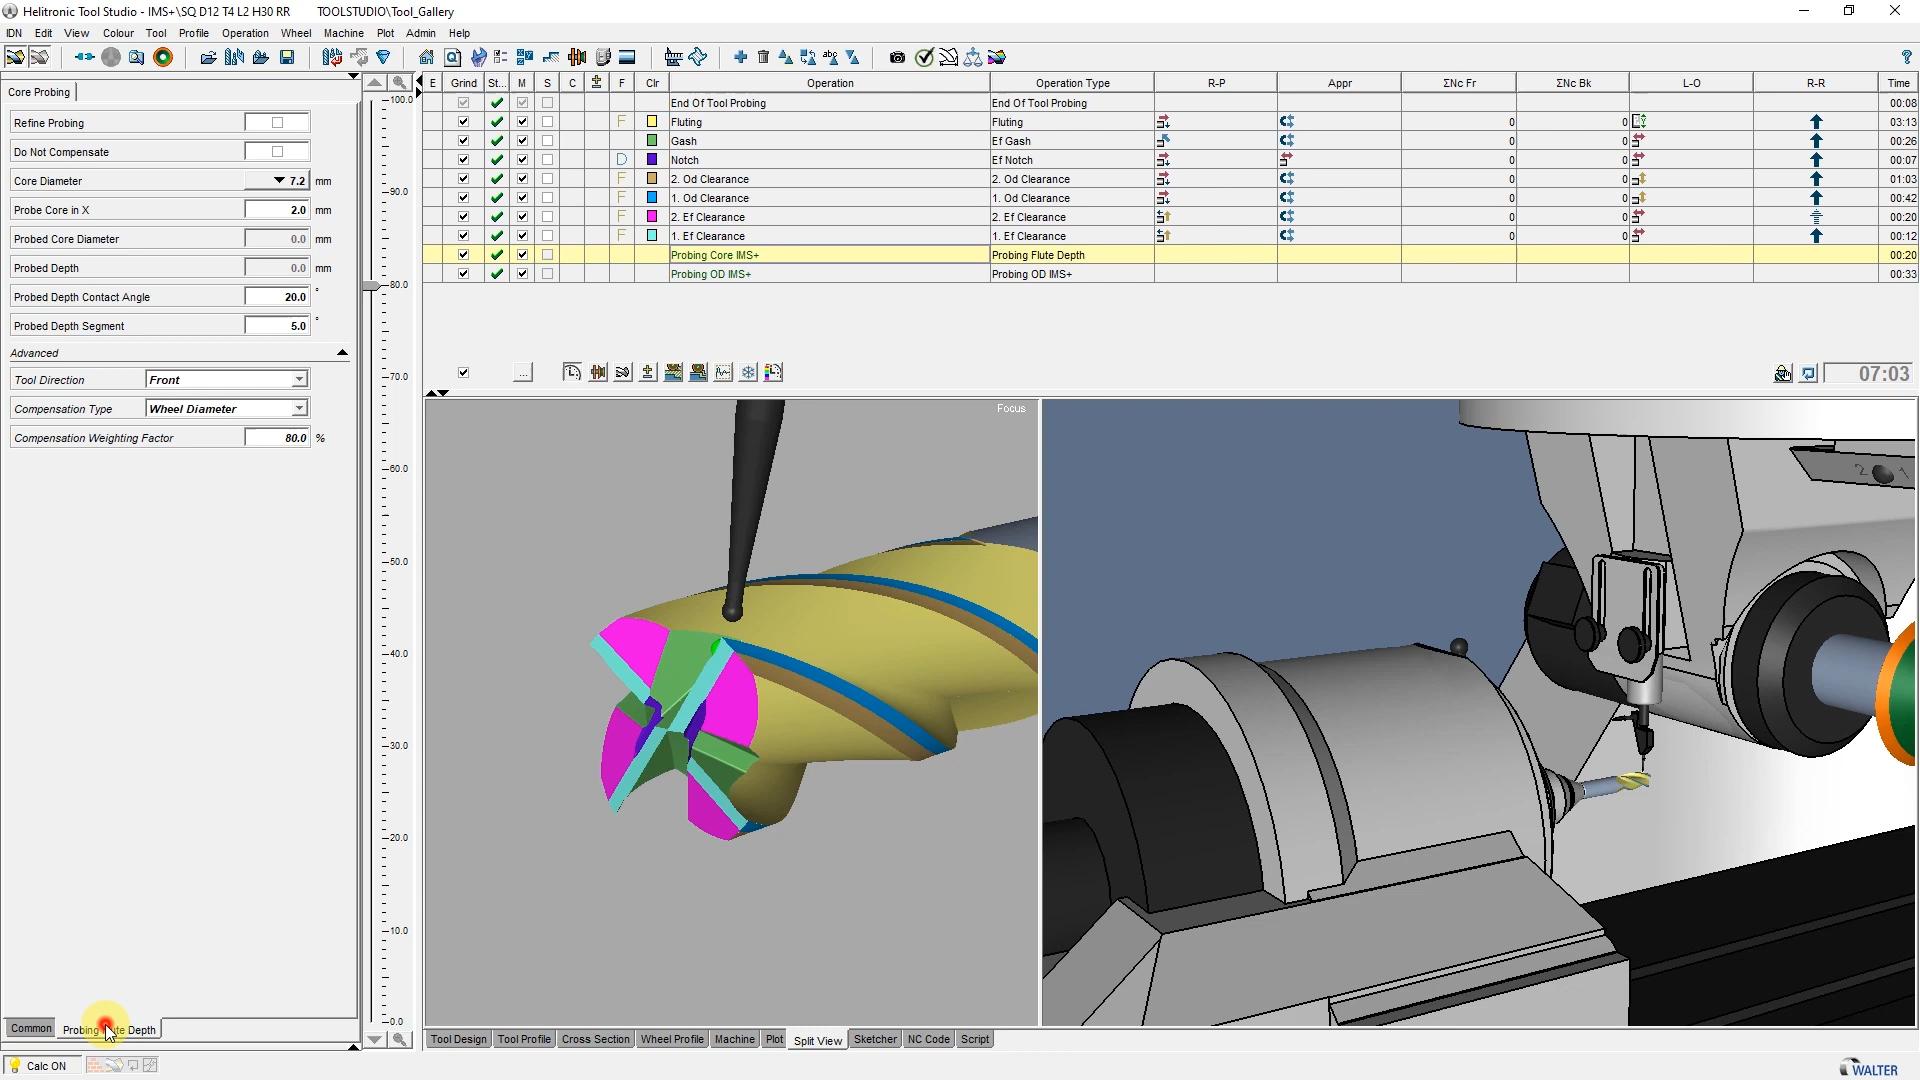 Helitronic Tool Studio - IMS+\SQ D12 T4 L2 H30 RR TOOLSTUDIO\Tool_Gallery
IDN Edit View Colour Tool Profile Operation Wheel Machine Plot Admin Help
Core Probing
Refine Probing
Do Not Compensate
Core Diameter 7.2 mm
Probe Core in X 2.0 mm
Probed Core Diameter 0.0 mm
Probed Depth 0.0 mm
Probed Depth Contact Angle 20.0 °
Probed Depth Segment 5.0 °
Advanced
Tool Direction Front
Compensation Type Wheel Diameter
Compensation Weighting Factor 80.0 %
Common Probing Depth
Calc ON
100.0
90.0
80.0
70.0
60.0
50.0
40.0
30.0
20.0
10.0
0.0
E Grind St... M S C F Clr Operation Operation Type R-P Appr ΣNc Fr ΣNc Bk L-O R-R Time
End Of Tool Probing End Of Tool Probing 00:08
F Fluting Fluting 0 0 03:13
Gash Ef Gash 0 0 00:26
D Notch Ef Notch 0 0 00:07
F 2. Od Clearance 2. Od Clearance 0 0 01:03
F 1. Od Clearance 1. Od Clearance 0 0 00:42
F 2. Ef Clearance 2. Ef Clearance 0 0 00:20
F 1. Ef Clearance 1. Ef Clearance 0 0 00:12
Probing Core IMS+ Probing Flute Depth 00:20
Probing OD IMS+ Probing OD IMS+ 00:33
... 07:03
Focus
2 1
Tool Design Tool Profile Cross Section Wheel Profile Machine Plot Split View Sketcher NC Code Script
WALTER